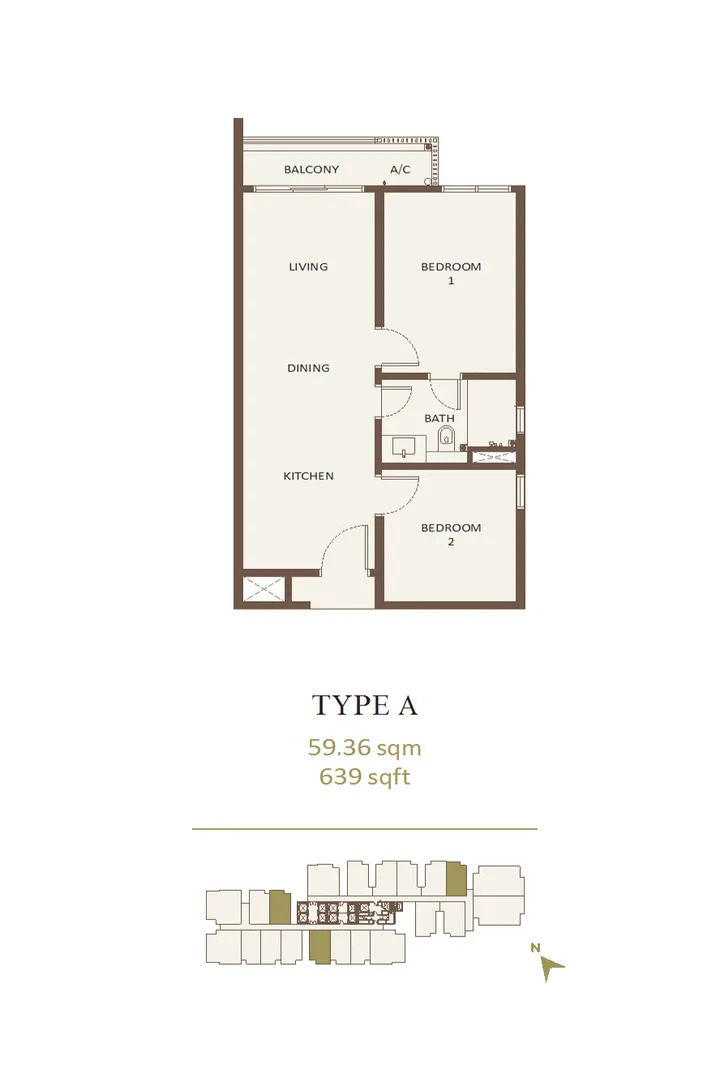 BALCONY
A/C
LIVING
BEDROOM
1
DINING
BATH
KITCHEN
BEDROOM
2
TYPE A
59.36 sqm
639 sqft
N